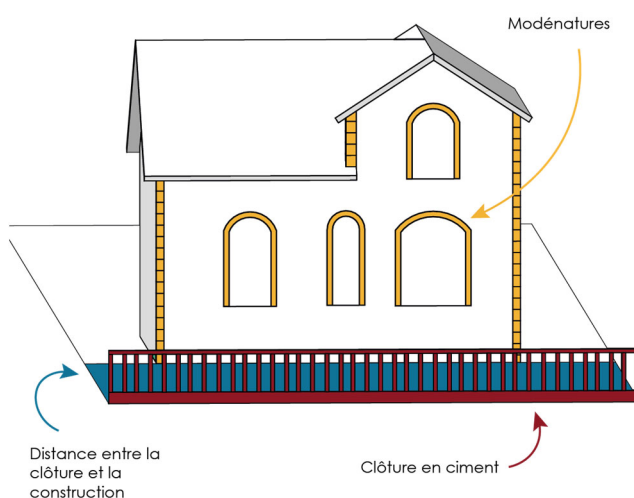 Modénatures
Distance entre la
clôture et la
construction
Clôture en ciment